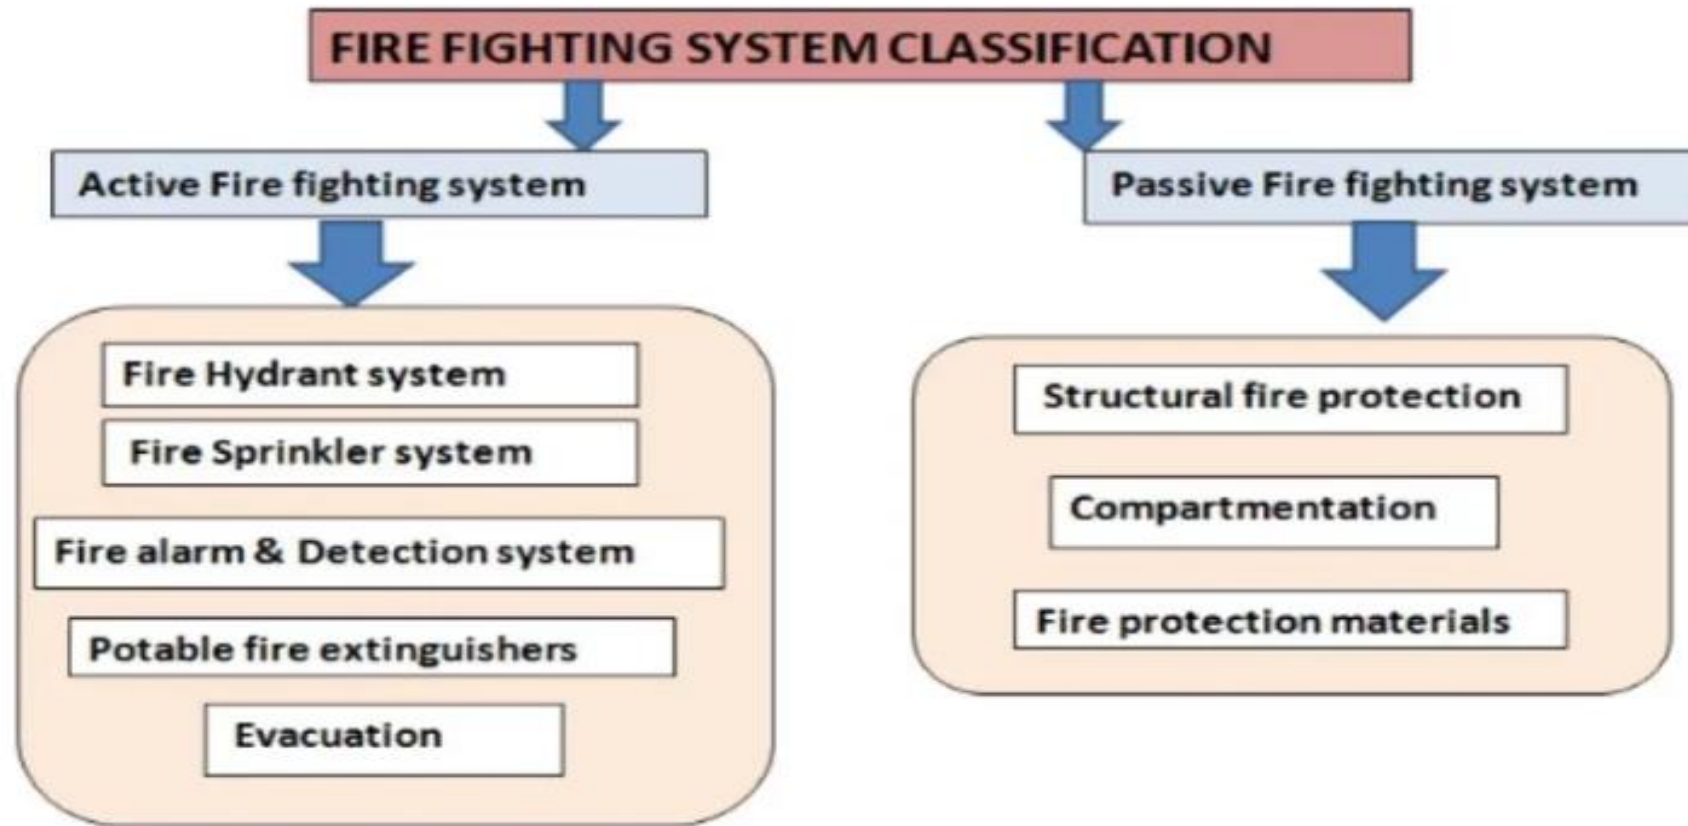 FIRE FIGHTING SYSTEM CLASSIFICATION
Active Fire fighting system
Passive Fire fighting system
Fire Hydrant system
Fire Sprinkler system
Fire alarm & Detection system
Potable fire extinguishers
Evacuation
Structural fire protection
Compartmentation
Fire protection materials